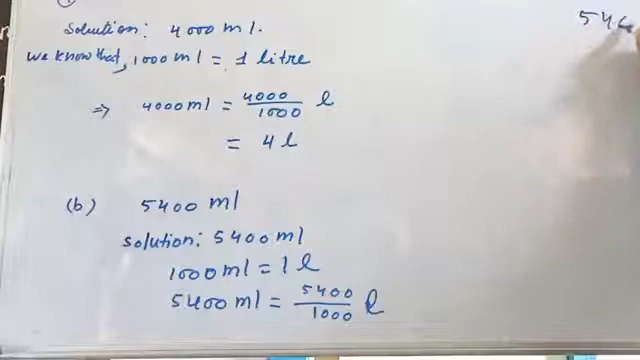 Solution: 4000 ml.
We know that, 1000 ml = 1 litre
⇒ 4000 ml = 4000/1000 l
= 4 l
(b) 5400 ml
solution: 5400 ml
1000 ml = 1 l
5400 ml = 5400/1000 l